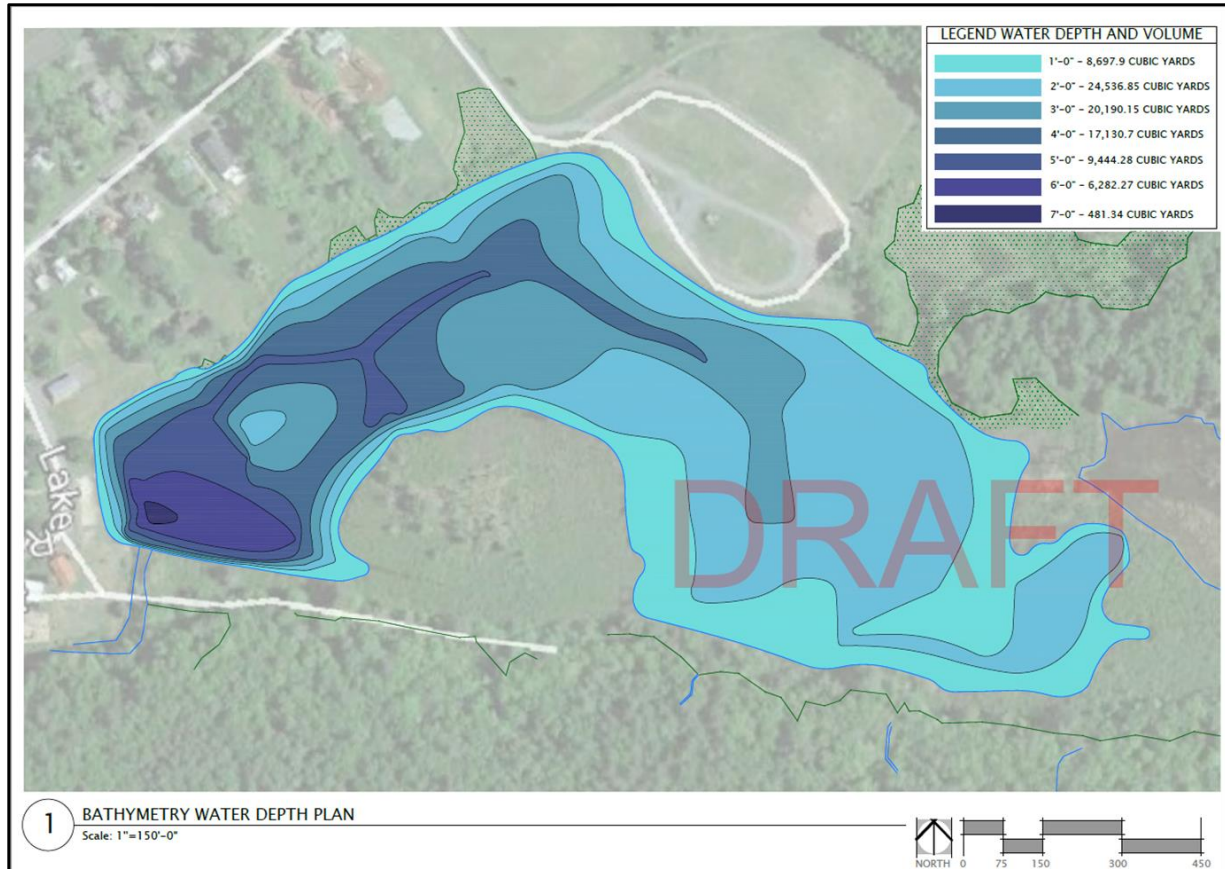 LEGEND WATER DEPTH AND VOLUME
1'-0" - 8,697.9 CUBIC YARDS
2'-0" - 24,536.85 CUBIC YARDS
3'-0" - 20,190.15 CUBIC YARDS
4'-0" - 17,130.7 CUBIC YARDS
5'-0" - 9,444.28 CUBIC YARDS
6'-0" - 6,282.27 CUBIC YARDS
7'-0" - 481.34 CUBIC YARDS
Lake
DRAFT
1
BATHYMETRY WATER DEPTH PLAN
Scale: 1"=150'-0"
NORTH
0 75 150 300 450